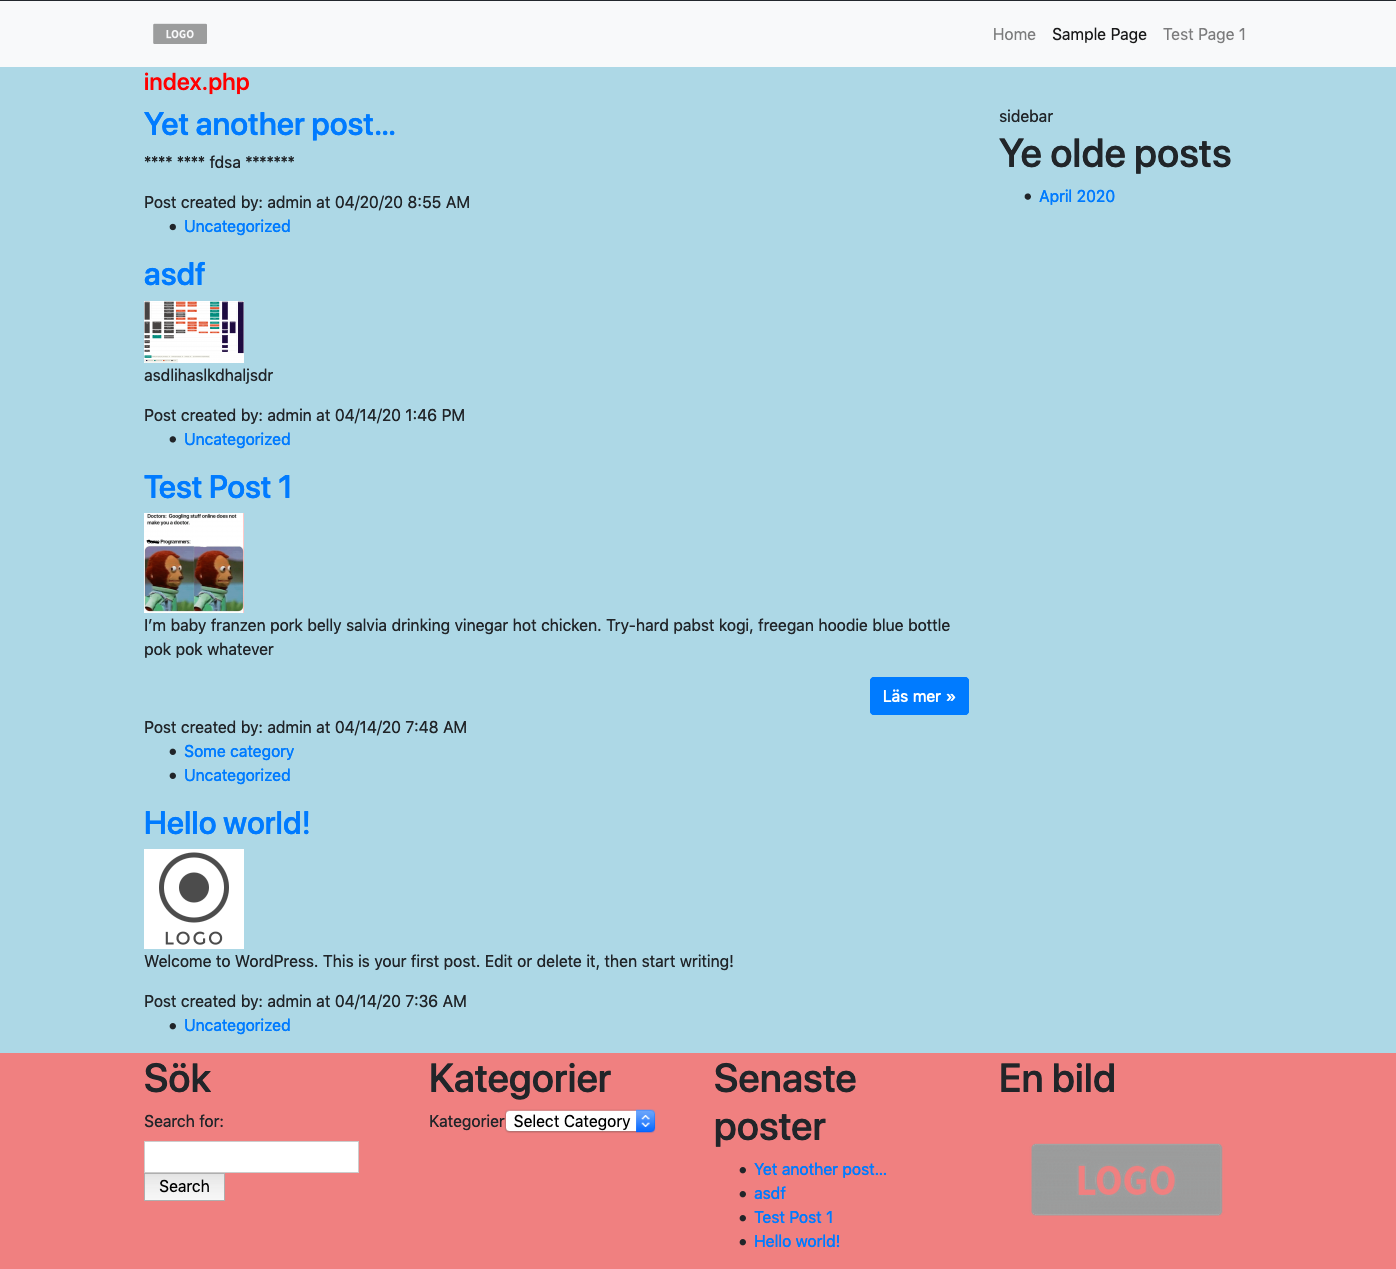 LOGO
Home Sample Page Test Page 1
index.php
Yet another post...
**** **** fdsa *******
Post created by: admin at 04/20/20 8:55 AM
• Uncategorized
sidebar
Ye olde posts
• April 2020
asdf
asdlihaslkdhaljsdr
Post created by: admin at 04/14/20 1:46 PM
• Uncategorized
Test Post 1
Doctors: Googling stuff online does not
make you a doctor.
Programmers:
I’m baby franzen pork belly salvia drinking vinegar hot chicken. Try-hard pabst kogi, freegan hoodie blue bottle
pok pok whatever
Läs mer »
Post created by: admin at 04/14/20 7:48 AM
• Some category
• Uncategorized
Hello world!
LOGO
Welcome to WordPress. This is your first post. Edit or delete it, then start writing!
Post created by: admin at 04/14/20 7:36 AM
• Uncategorized
Sök
Search for:
Search
Kategorier
Kategorier Select Category
Senaste
poster
• Yet another post...
• asdf
• Test Post 1
• Hello world!
En bild
LOGO